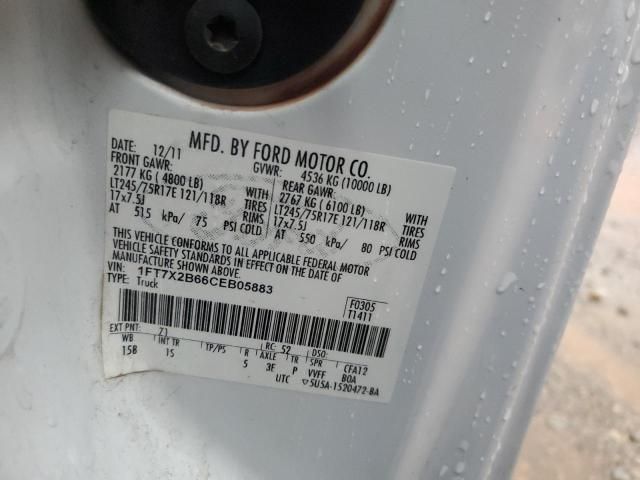 MFD. BY FORD MOTOR CO.
DATE: 12/11 GVWR: 4536 KG (10000 LB)
FRONT GAWR: REAR GAWR:
2177 KG (4800 LB) WITH 2767 KG (6100 LB) WITH
LT245/75R17E 121/118R TIRES LT245/75R17E 121/118R TIRES
17x7.5J RIMS 17x7.5J RIMS
AT 515 kPa/ 75 PSI COLD AT 550 kPa/ 80 PSI COLD
THIS VEHICLE CONFORMS TO ALL APPLICABLE FEDERAL MOTOR
VEHICLE SAFETY STANDARDS IN EFFECT ON THE DATE OF
MANUFACTURE SHOWN ABOVE.
VIN: 1FT7X2B66CEB05883
TYPE: Truck
F0305
T1411
EXT PNT: Z1 RC: 52 DSO:
WB INT TR TP/PS R AXLE TR SPR CFA12
15B 1S 5 3E P VVFF BOA
UTC ▽5USA-1520472-BA